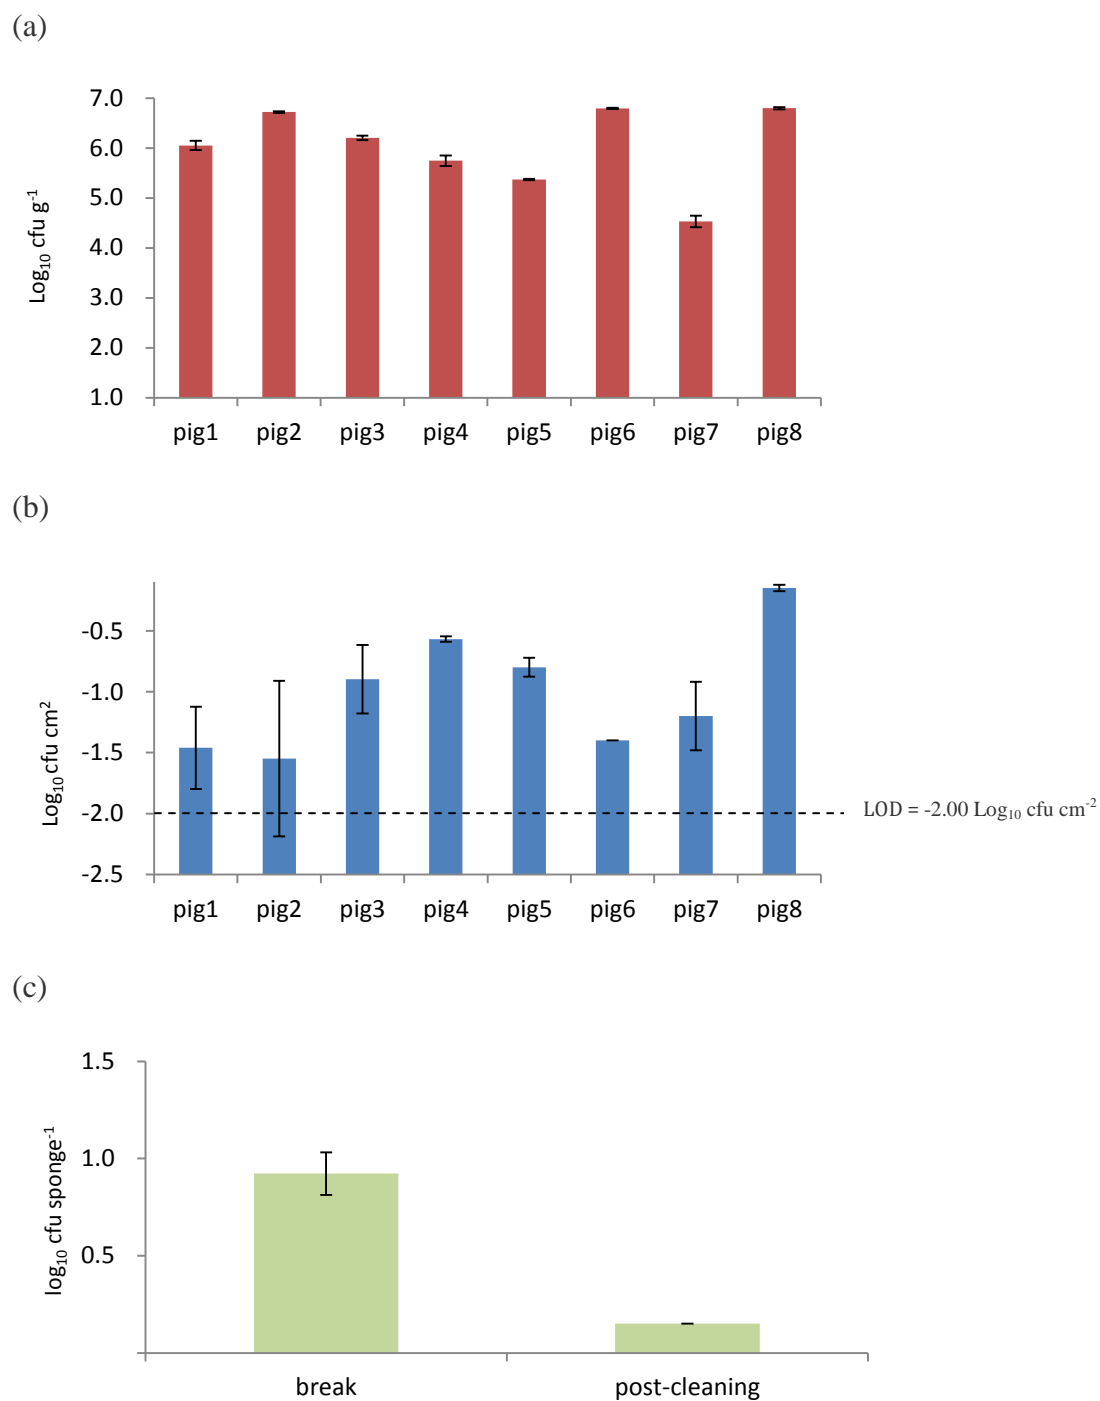 (a)
7.0
6.0
5.0
4.0
3.0
2.0
1.0
Log₁₀ cfu g⁻¹
pig1 pig2 pig3 pig4 pig5 pig6 pig7 pig8
(b)
-0.5
-1.0
-1.5
-2.0
-2.5
Log₁₀ cfu cm²
LOD = -2.00 Log₁₀ cfu cm⁻²
pig1 pig2 pig3 pig4 pig5 pig6 pig7 pig8
(c)
1.5
1.0
0.5
log₁₀ cfu sponge⁻¹
break post-cleaning